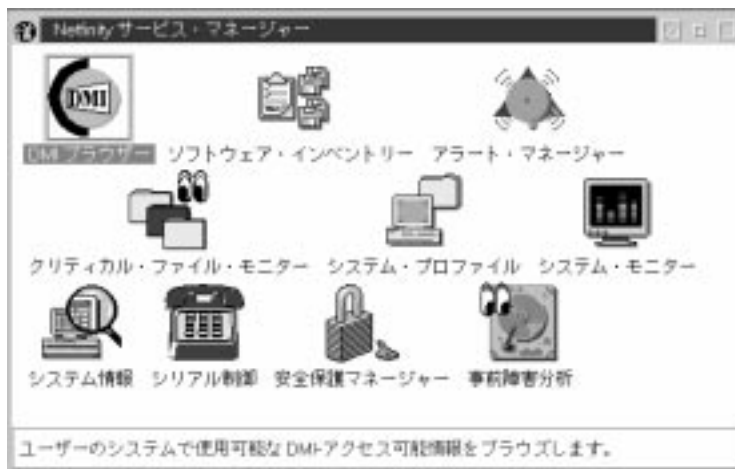 Netfinity サービス・マネージャー
DMI
DMI ブラウザー
ソフトウェア・インベントリー
アラート・マネージャー
クリティカル・ファイル・モニター
システム・プロファイル
システム・モニター
システム情報
シリアル制御
安全保護マネージャー
事前障害分析
ユーザーのシステムで使用可能な DMI-アクセス可能情報をブラウズします。